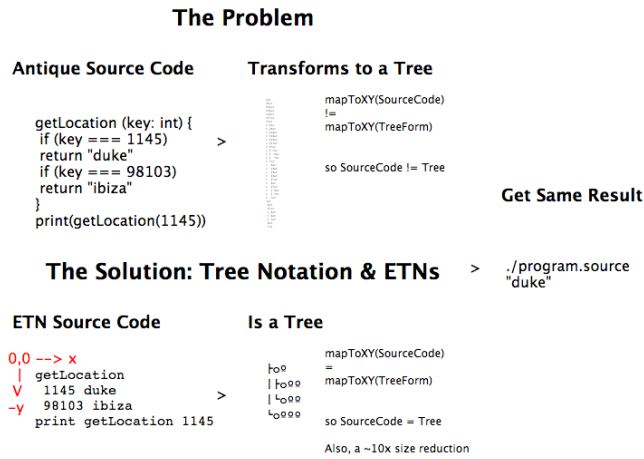 The Problem
Antique Source Code
Transforms to a Tree
getLocation (key: int) {
if (key === 1145)
return "duke"
if (key === 98103)
return "ibiza"
}
print(getLocation(1145))
>
mapToXY(SourceCode)
!=
mapToXY(TreeForm)
so SourceCode != Tree
Get Same Result
The Solution: Tree Notation & ETNs
>
./program.source
"duke"
ETN Source Code
Is a Tree
0,0 --> x
|
V
-y
getLocation
1145 duke
98103 ibiza
print getLocation 1145
>
mapToXY(SourceCode)
=
mapToXY(TreeForm)
so SourceCode = Tree
Also, a ~10x size reduction